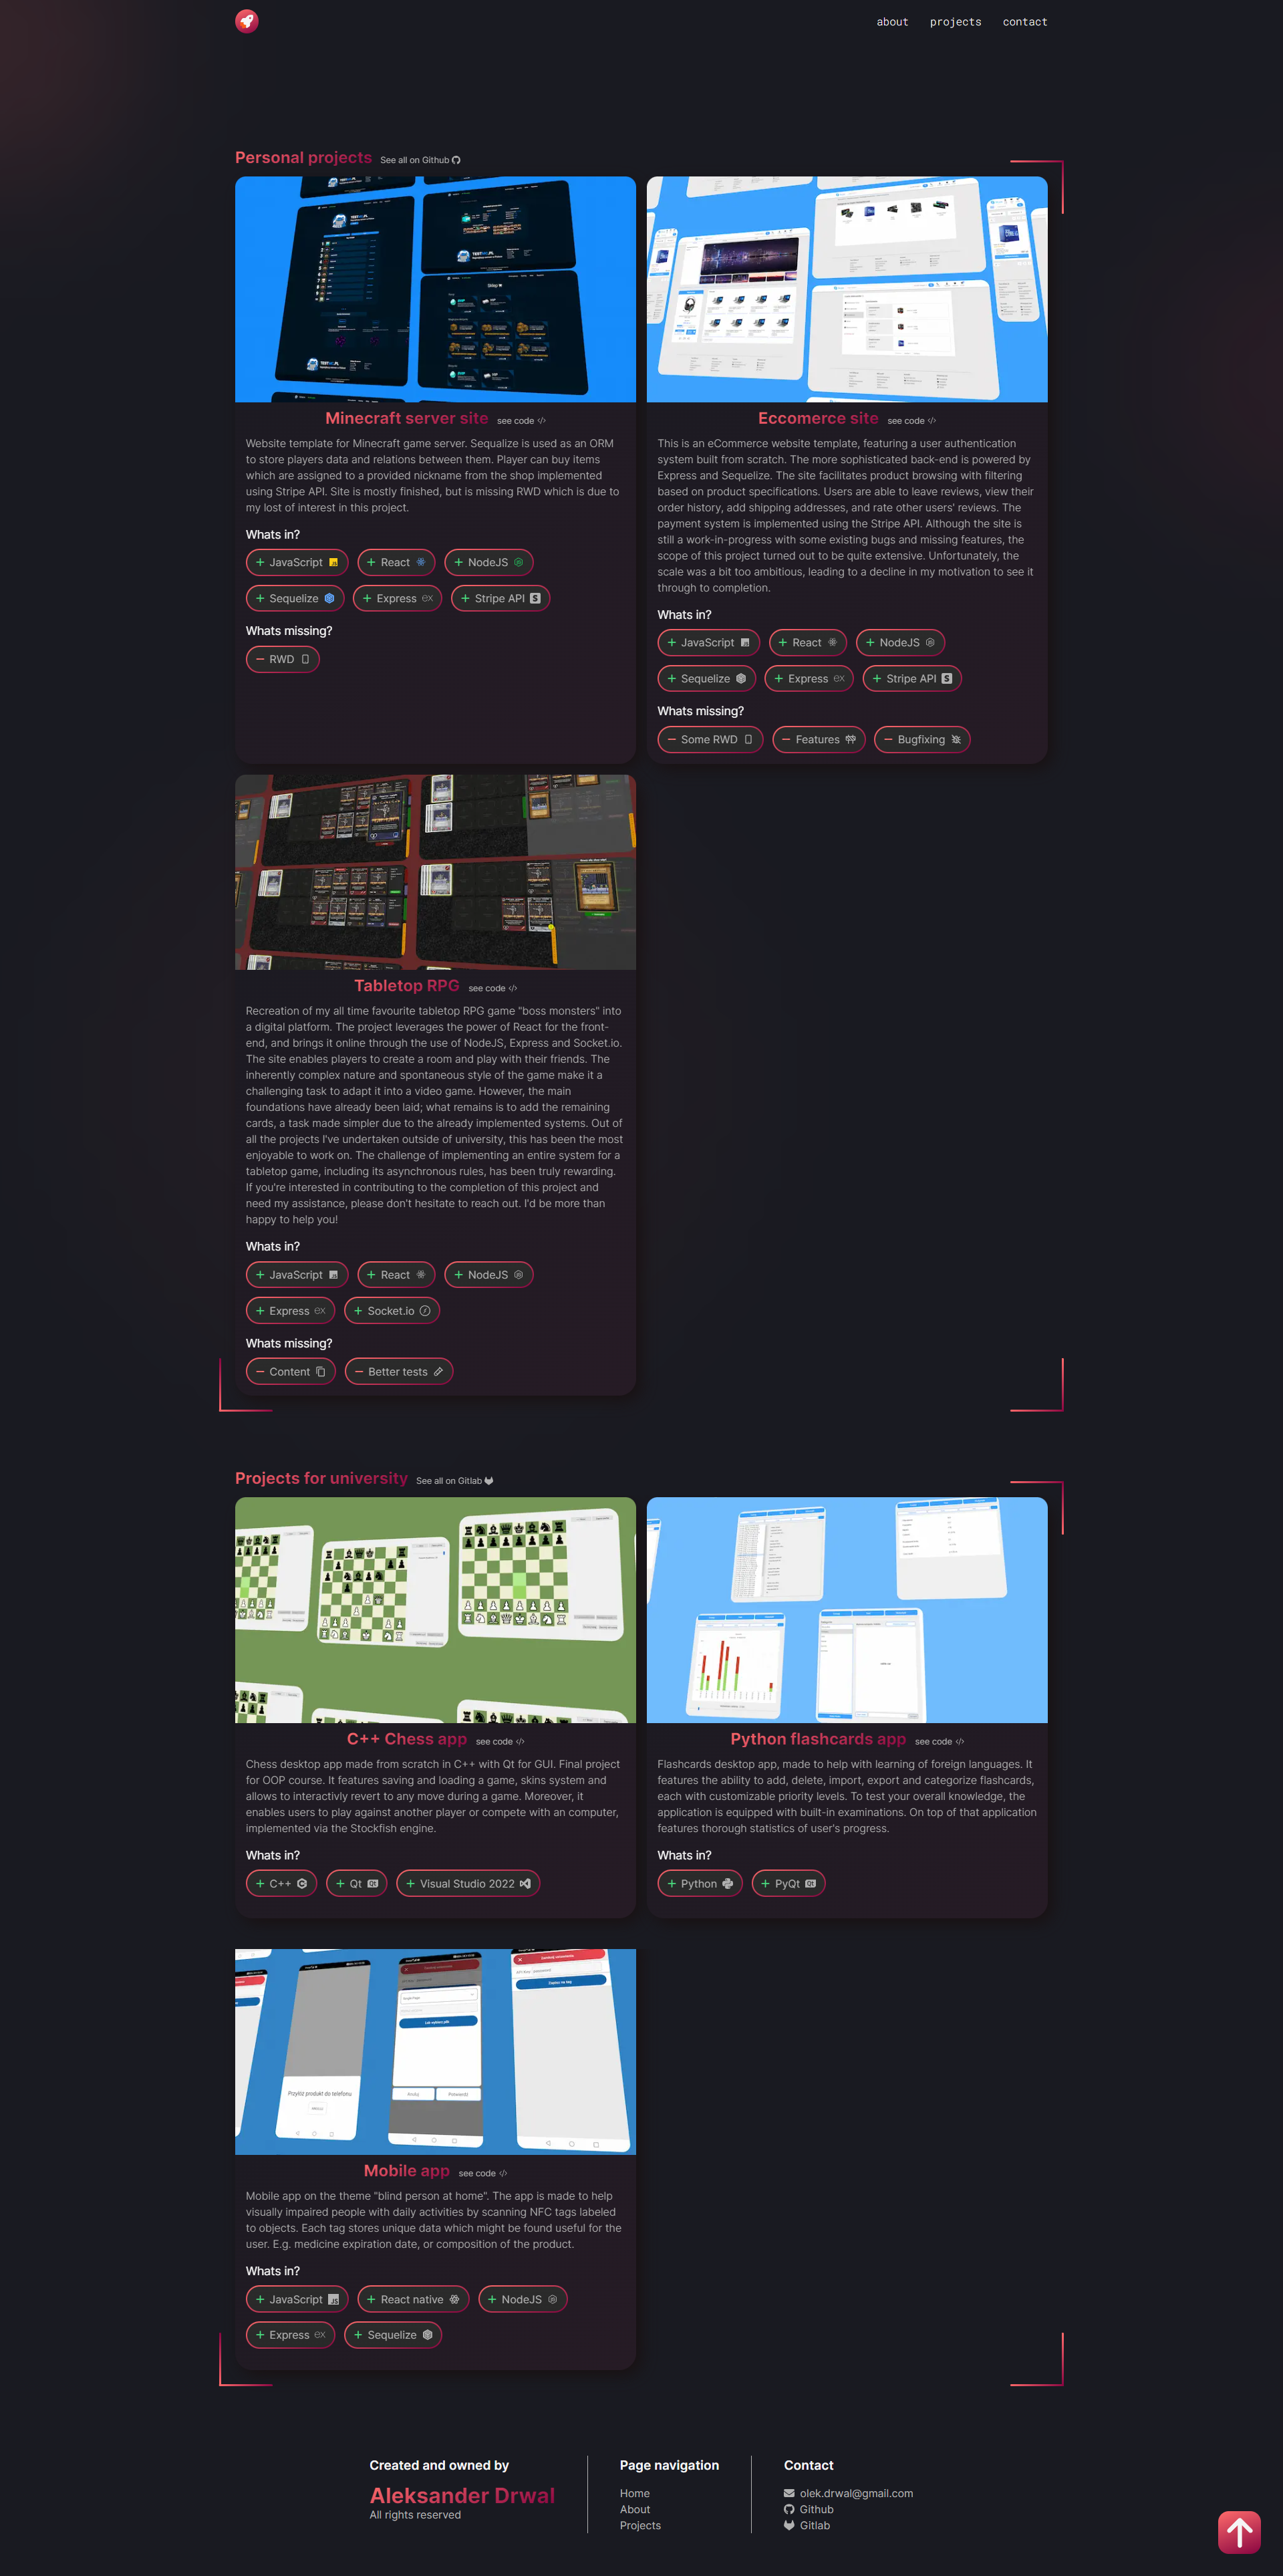 about projects contact
Personal projects See all on Github
Minecraft server site see code
Website template for Minecraft game server. Sequalize is used as an ORM
to store players data and relations between them. Player can buy items
which are assigned to a provided nickname from the shop implemented
using Stripe API. Site is mostly finished, but is missing RWD which is due to
my lost of interest in this project.
Whats in?
+ JavaScript + React + NodeJS
+ Sequelize + Express ex + Stripe API
Whats missing?
− RWD
Eccomerce site see code
This is an eCommerce website template, featuring a user authentication
system built from scratch. The more sophisticated back-end is powered by
Express and Sequelize. The site facilitates product browsing with filtering
based on product specifications. Users are able to leave reviews, view their
order history, add shipping addresses, and rate other users' reviews. The
payment system is implemented using the Stripe API. Although the site is
still a work-in-progress with some existing bugs and missing features, the
scope of this project turned out to be quite extensive. Unfortunately, the
scale was a bit too ambitious, leading to a decline in my motivation to see it
through to completion.
Whats in?
+ JavaScript + React + NodeJS
+ Sequelize + Express ex + Stripe API
Whats missing?
− Some RWD − Features − Bugfixing
Tabletop RPG see code
Recreation of my all time favourite tabletop RPG game "boss monsters" into
a digital platform. The project leverages the power of React for the front-
end, and brings it online through the use of NodeJS, Express and Socket.io.
The site enables players to create a room and play with their friends. The
inherently complex nature and spontaneous style of the game make it a
challenging task to adapt it into a video game. However, the main
foundations have already been laid; what remains is to add the remaining
cards, a task made simpler due to the already implemented systems. Out of
all the projects I've undertaken outside of university, this has been the most
enjoyable to work on. The challenge of implementing an entire system for a
tabletop game, including its asynchronous rules, has been truly rewarding.
If you're interested in contributing to the completion of this project and
need my assistance, please don't hesitate to reach out. I'd be more than
happy to help you!
Whats in?
+ JavaScript + React + NodeJS
+ Express ex + Socket.io
Whats missing?
− Content − Better tests
Projects for university See all on Gitlab
C++ Chess app see code
Chess desktop app made from scratch in C++ with Qt for GUI. Final project
for OOP course. It features saving and loading a game, skins system and
allows to interactivly revert to any move during a game. Moreover, it
enables users to play against another player or compete with an computer,
implemented via the Stockfish engine.
Whats in?
+ C++ + Qt + Visual Studio 2022
Python flashcards app see code
Flashcards desktop app, made to help with learning of foreign languages. It
features the ability to add, delete, import, export and categorize flashcards,
each with customizable priority levels. To test your overall knowledge, the
application is equipped with built-in examinations. On top of that application
features thorough statistics of user's progress.
Whats in?
+ Python + PyQt
Przyłóż produkt do telefonu
Anuluj Potwierdź
Mobile app see code
Mobile app on the theme "blind person at home". The app is made to help
visually impaired people with daily activities by scanning NFC tags labeled
to objects. Each tag stores unique data which might be found useful for the
user. E.g. medicine expiration date, or composition of the product.
Whats in?
+ JavaScript + React native + NodeJS
+ Express ex + Sequelize
Created and owned by
Aleksander Drwal
All rights reserved
Page navigation
Home
About
Projects
Contact
olek.drwal@gmail.com
Github
Gitlab